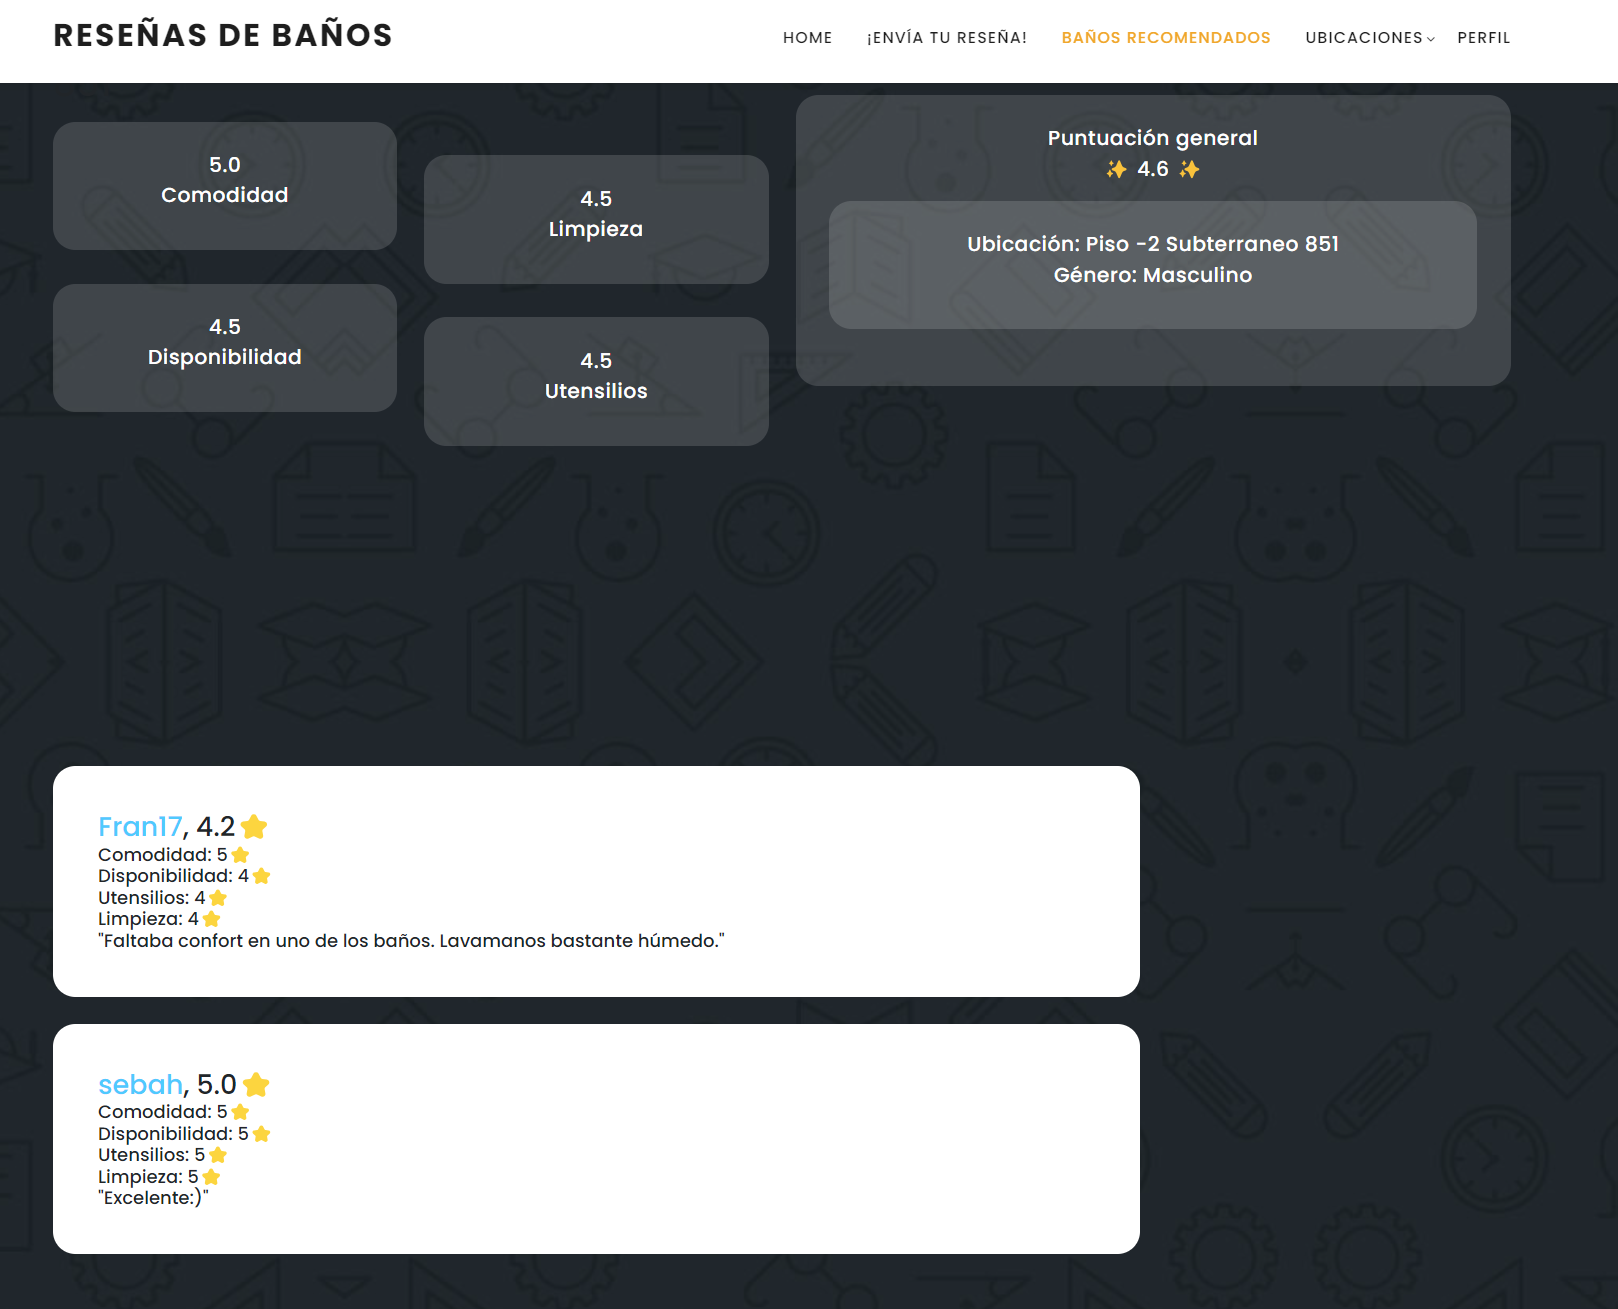 RESEÑAS DE BAÑOS
HOME
¡ENVÍA TU RESEÑA!
BAÑOS RECOMENDADOS
UBICACIONES
PERFIL
5.0
Comodidad
4.5
Limpieza
4.5
Disponibilidad
4.5
Utensilios
Puntuación general
✨ 4.6 ✨
Ubicación: Piso -2 Subterraneo 851
Género: Masculino
Fran17, 4.2⭐
Comodidad: 5⭐
Disponibilidad: 4⭐
Utensilios: 4⭐
Limpieza: 4⭐
"Faltaba confort en uno de los baños. Lavamanos bastante húmedo."
sebah, 5.0⭐
Comodidad: 5⭐
Disponibilidad: 5⭐
Utensilios: 5⭐
Limpieza: 5⭐
"Excelente:)"